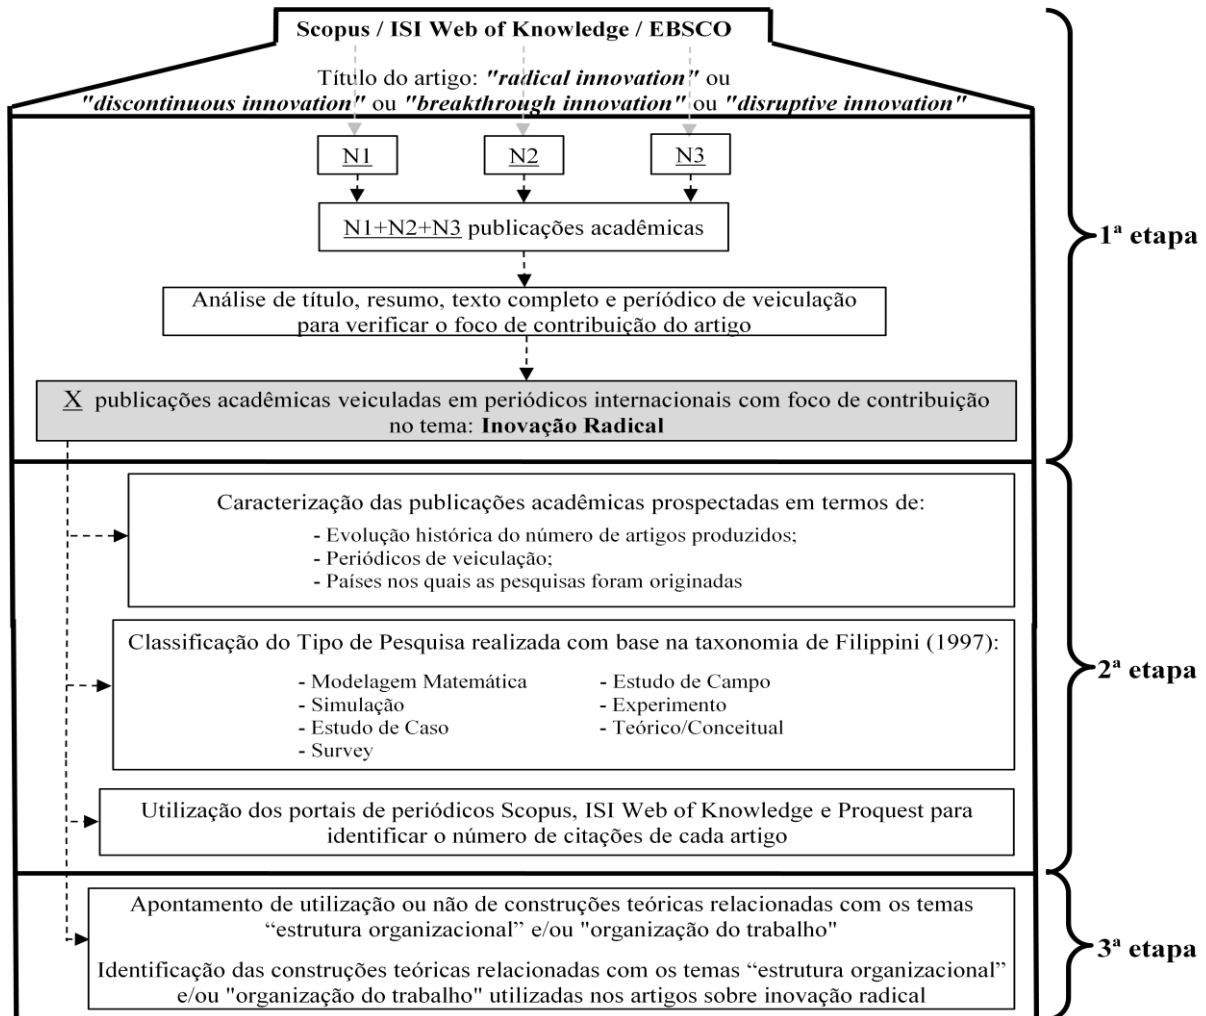 Scopus / ISI Web of Knowledge / EBSCO
Título do artigo: "radical innovation" ou
"discontinuous innovation" ou "breakthrough innovation" ou "disruptive innovation"
N1 N2 N3
N1+N2+N3 publicações acadêmicas
Análise de título, resumo, texto completo e períódico de veiculação
para verificar o foco de contribuição do artigo
X publicações acadêmicas veiculadas em periódicos internacionais com foco de contribuição
no tema: Inovação Radical
1ª etapa
Caracterização das publicações acadêmicas prospectadas em termos de:
- Evolução histórica do número de artigos produzidos;
- Periódicos de veiculação;
- Países nos quais as pesquisas foram originadas
Classificação do Tipo de Pesquisa realizada com base na taxonomia de Filippini (1997):
- Modelagem Matemática
- Simulação
- Estudo de Caso
- Survey
- Estudo de Campo
- Experimento
- Teórico/Conceitual
Utilização dos portais de periódicos Scopus, ISI Web of Knowledge e Proquest para
identificar o número de citações de cada artigo
2ª etapa
Apontamento de utilização ou não de construções teóricas relacionadas com os temas
“estrutura organizacional” e/ou "organização do trabalho"
Identificação das construções teóricas relacionadas com os temas “estrutura organizacional”
e/ou "organização do trabalho" utilizadas nos artigos sobre inovação radical
3ª etapa